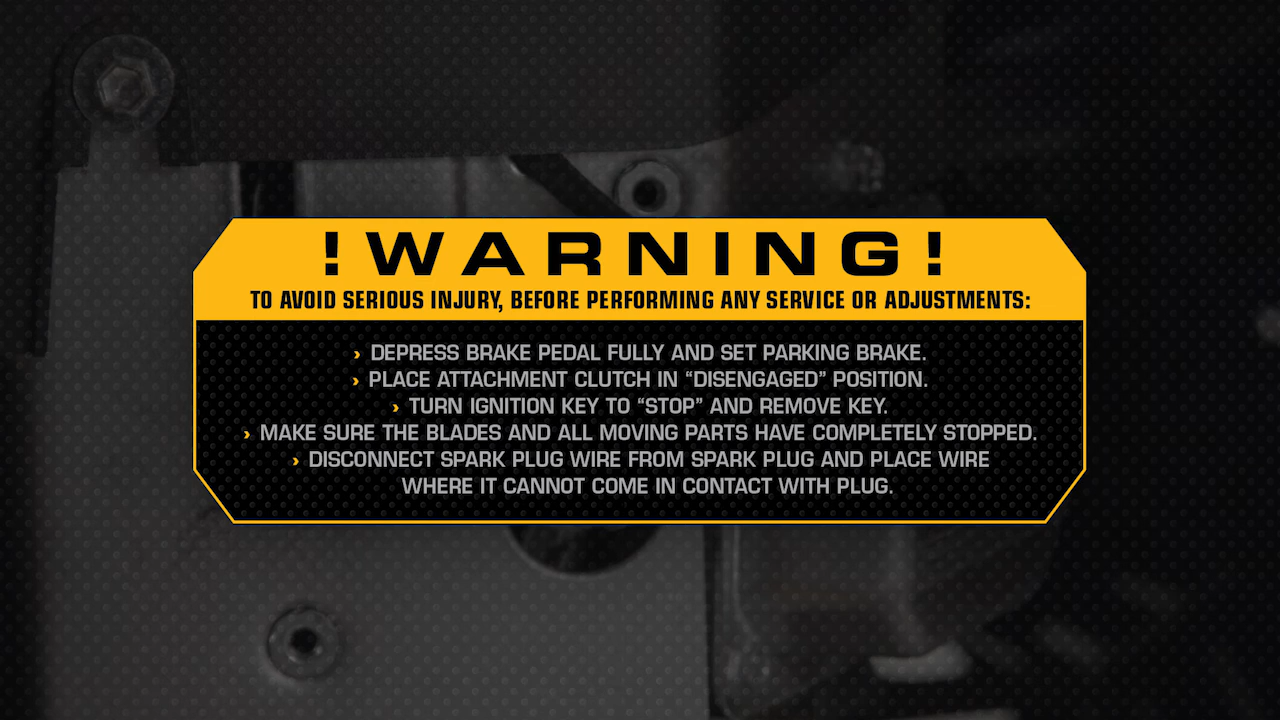 ! WARNING !
TO AVOID SERIOUS INJURY, BEFORE PERFORMING ANY SERVICE OR ADJUSTMENTS:
› DEPRESS BRAKE PEDAL FULLY AND SET PARKING BRAKE.
› PLACE ATTACHMENT CLUTCH IN “DISENGAGED” POSITION.
› TURN IGNITION KEY TO “STOP” AND REMOVE KEY.
› MAKE SURE THE BLADES AND ALL MOVING PARTS HAVE COMPLETELY STOPPED.
› DISCONNECT SPARK PLUG WIRE FROM SPARK PLUG AND PLACE WIRE
WHERE IT CANNOT COME IN CONTACT WITH PLUG.